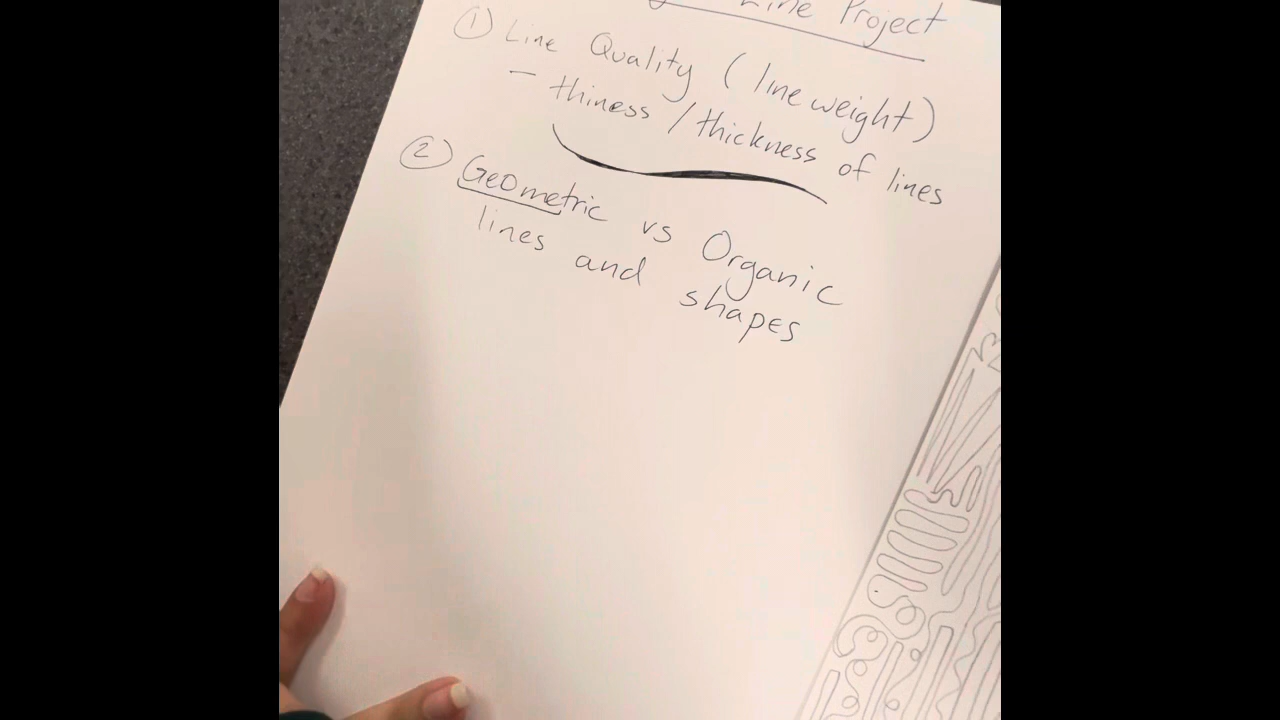 Line Project
① Line Quality (line weight)
- thiness / thickness of lines
② Geometric vs Organic
lines and shapes